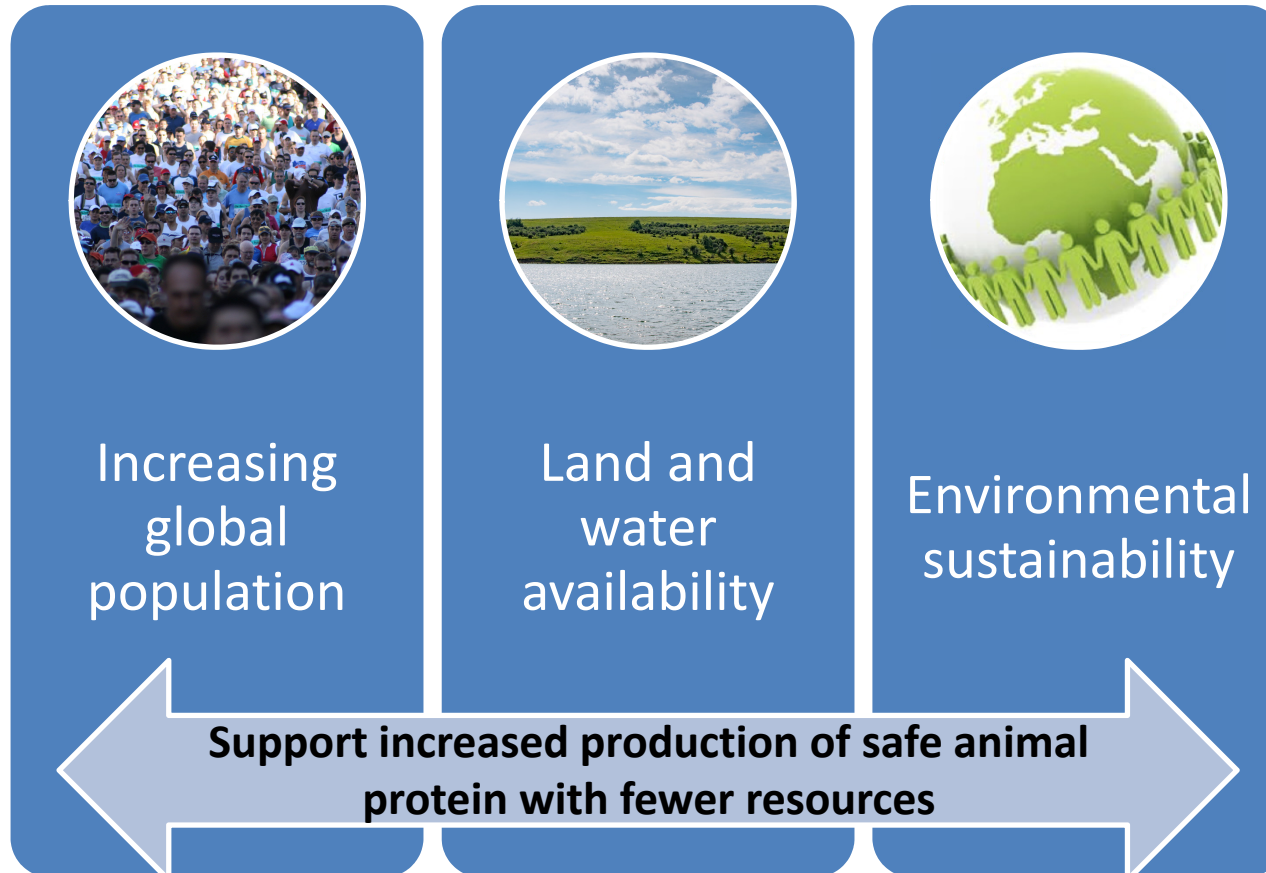 Increasing
global
population
Land and
water
availability
Environmental
sustainability
Support increased production of safe animal
protein with fewer resources